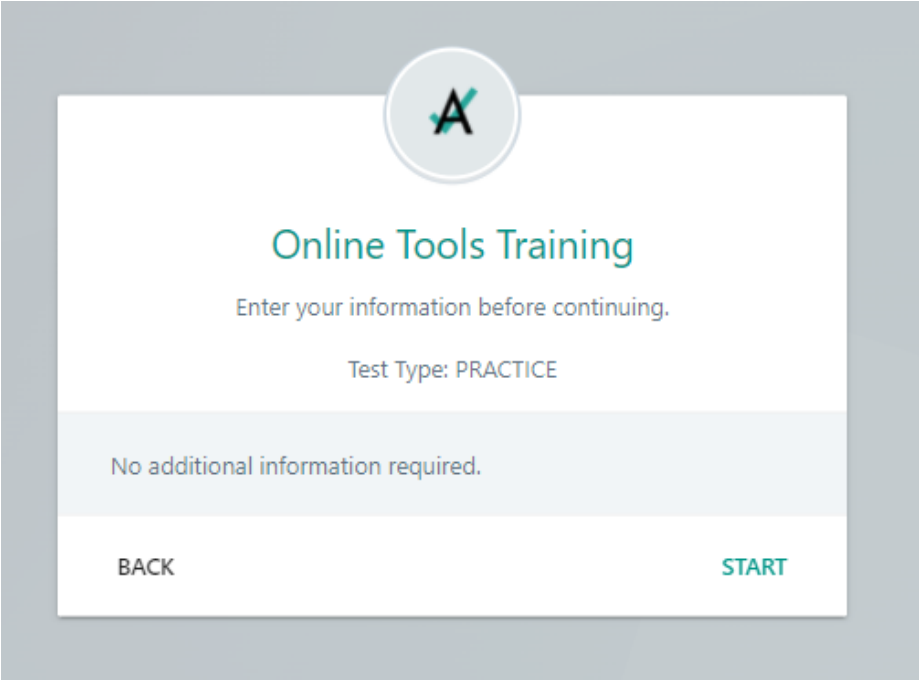 Online Tools Training
Enter your information before continuing.
Test Type: PRACTICE
No additional information required.
BACK
START